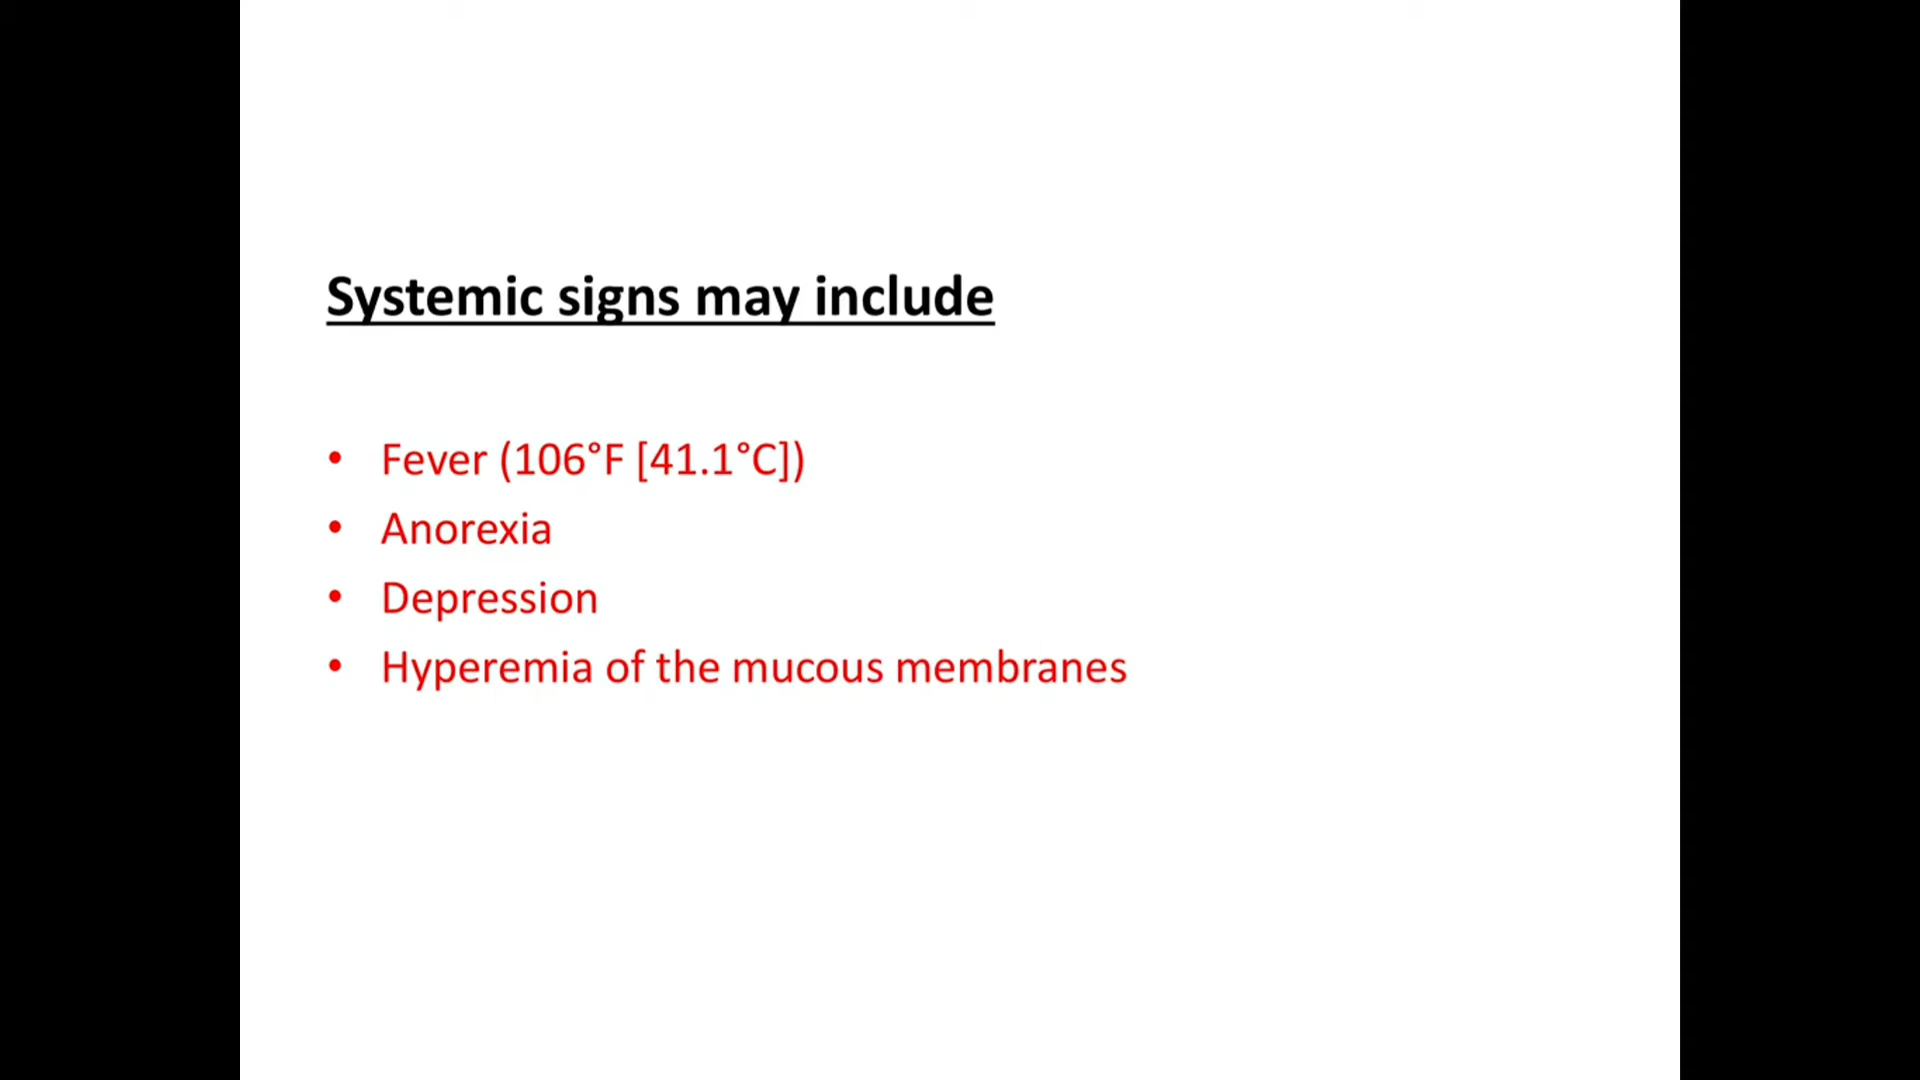 Systemic signs may include
• Fever (106°F [41.1°C])
• Anorexia
• Depression
• Hyperemia of the mucous membranes